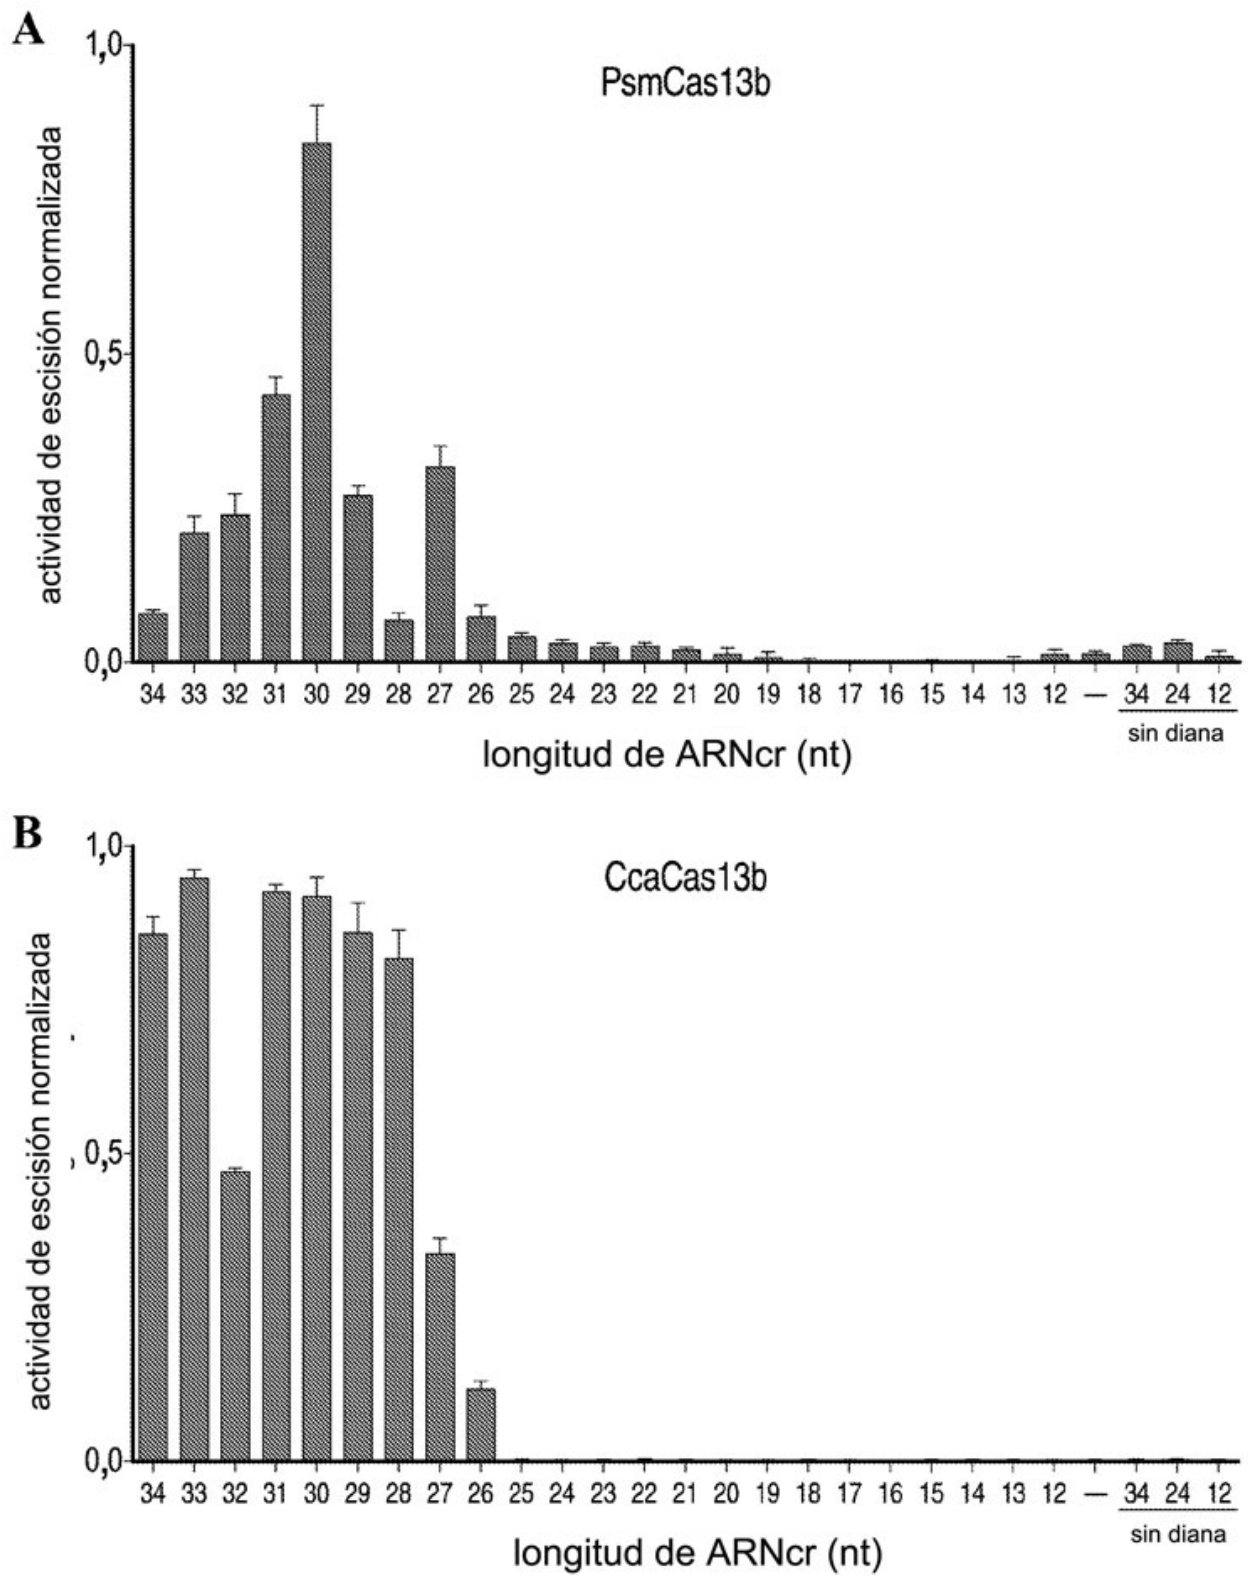 A
PsmCas13b
actividad de escisión normalizada
1,0
0,5
0,0
34 33 32 31 30 29 28 27 26 25 24 23 22 21 20 19 18 17 16 15 14 13 12 — 34 24 12
sin diana
longitud de ARNcr (nt)
B
CcaCas13b
actividad de escisión normalizada
1,0
0,5
0,0
34 33 32 31 30 29 28 27 26 25 24 23 22 21 20 19 18 17 16 15 14 13 12 — 34 24 12
sin diana
longitud de ARNcr (nt)